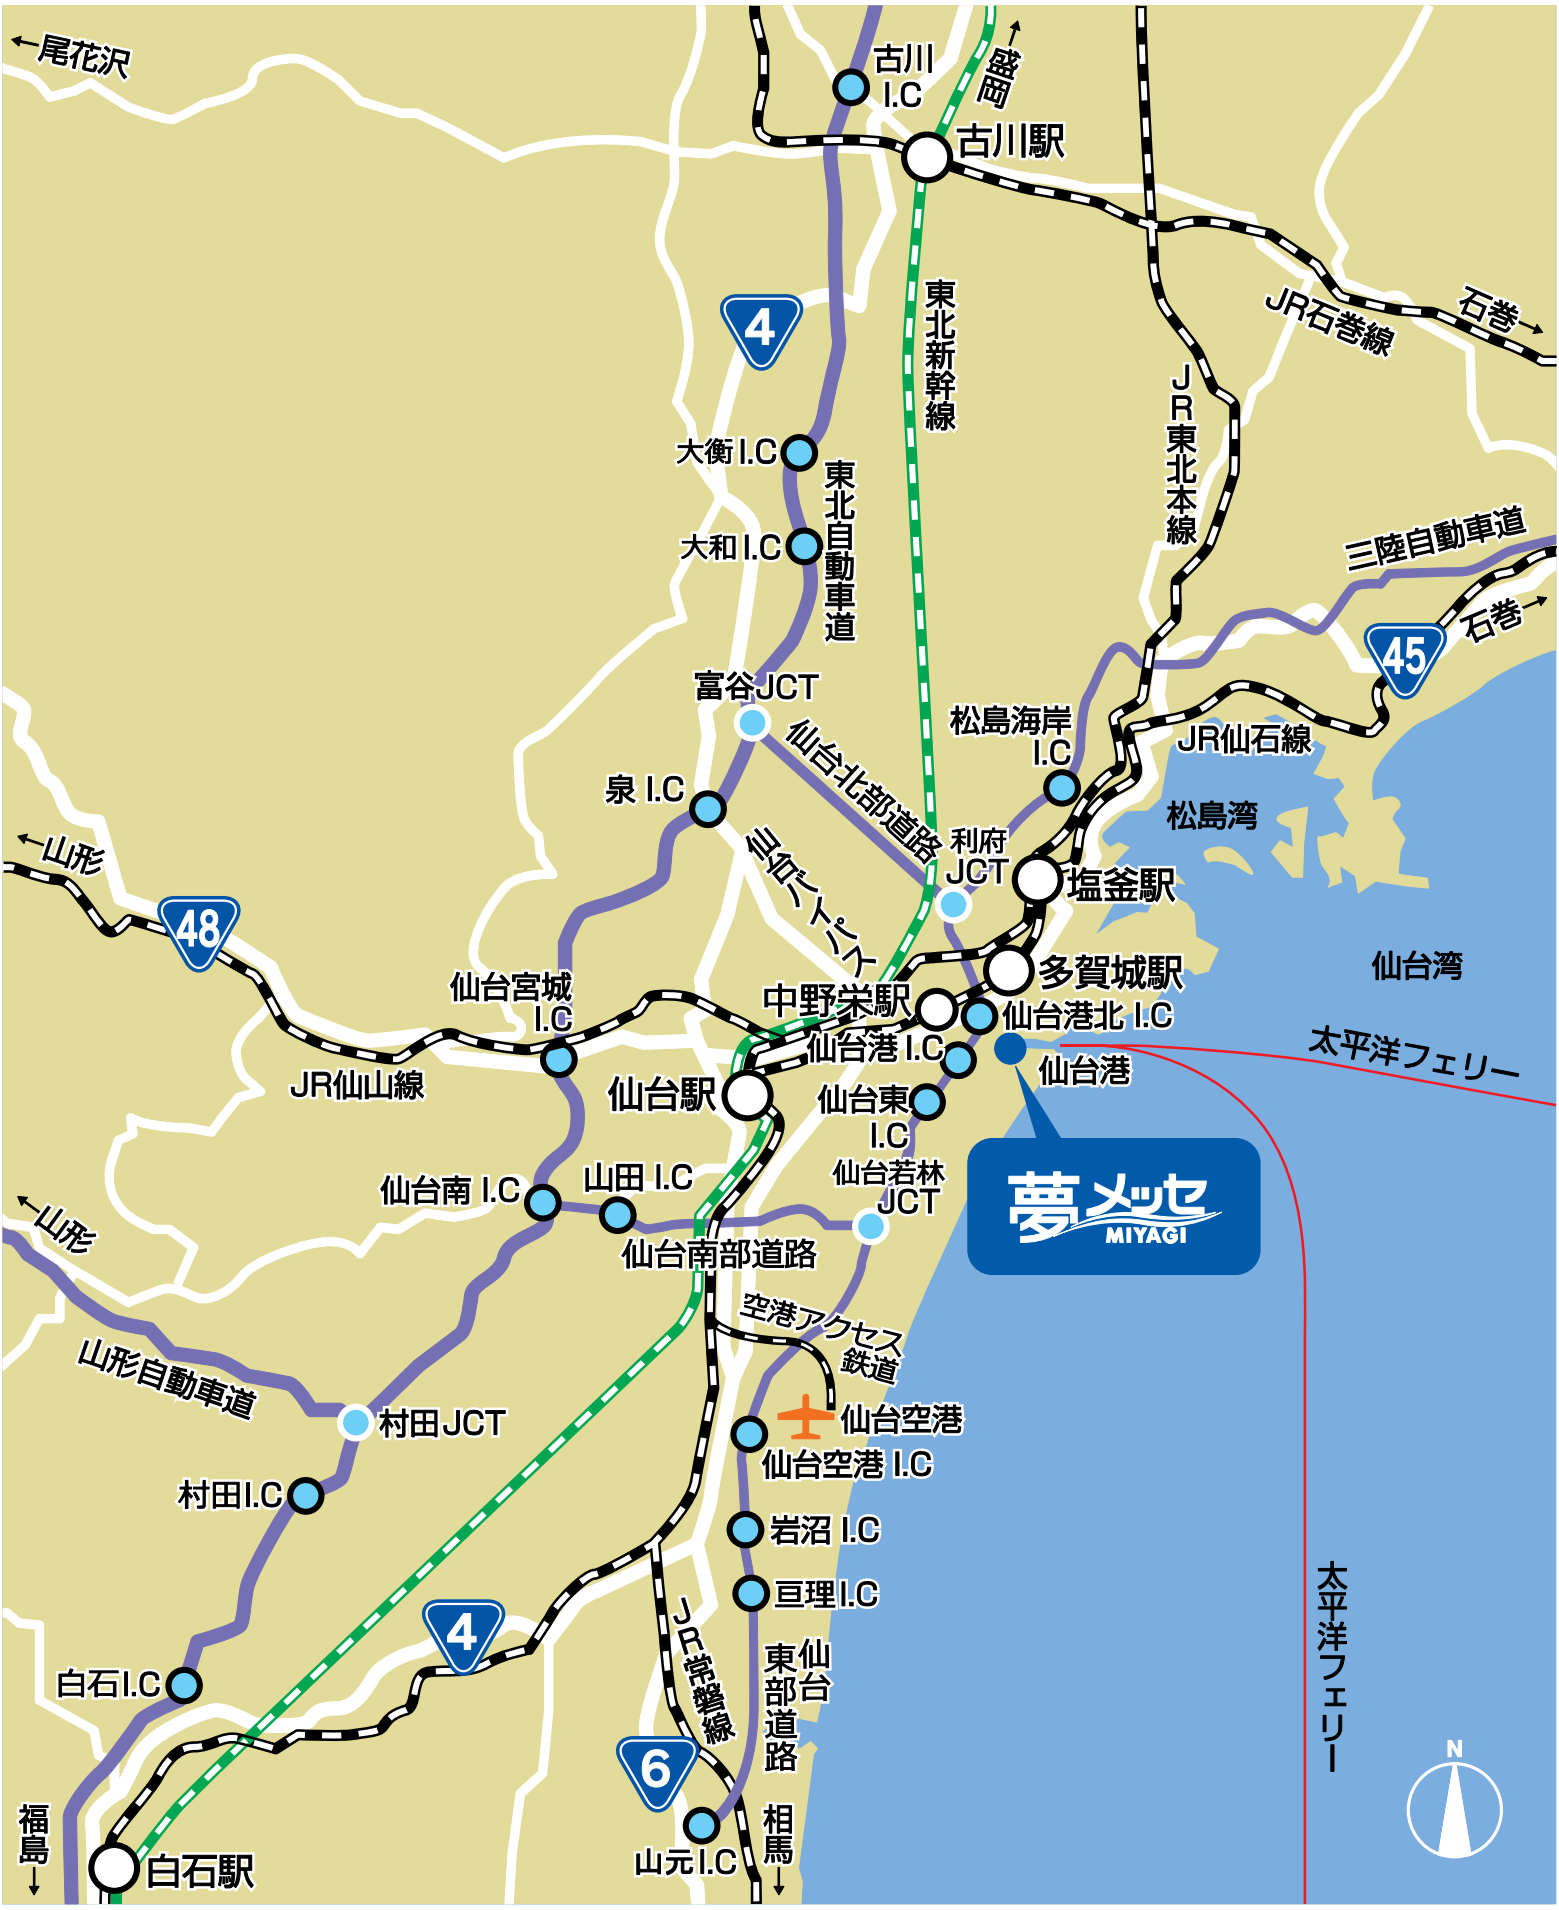 尾花沢
古川
I.C
盛岡
古川駅
4
東北新幹線
JR石巻線
石巻
JR東北本線
大衡 I.C
東北自動車道
大和 I.C
三陸自動車道
石巻
45
富谷JCT
松島海岸
I.C
JR仙石線
仙台北部道路
泉 I.C
松島湾
利府
JCT
仙台バイパス
山形
塩釜駅
48
仙台湾
多賀城駅
仙台宮城
I.C
中野栄駅
仙台港北 I.C
仙台港 I.C
太平洋フェリー
仙台港
JR仙山線
仙台駅
仙台東
I.C
夢メッセ
MIYAGI
仙台若林
JCT
山田 I.C
仙台南 I.C
山形
仙台南部道路
空港アクセス
鉄道
山形自動車道
仙台空港
村田JCT
仙台空港 I.C
村田I.C
岩沼 I.C
亘理I.C
太平洋フェリー
4
JR常磐線
仙台
東部道路
白石I.C
6
N
福島
相馬
山元I.C
白石駅